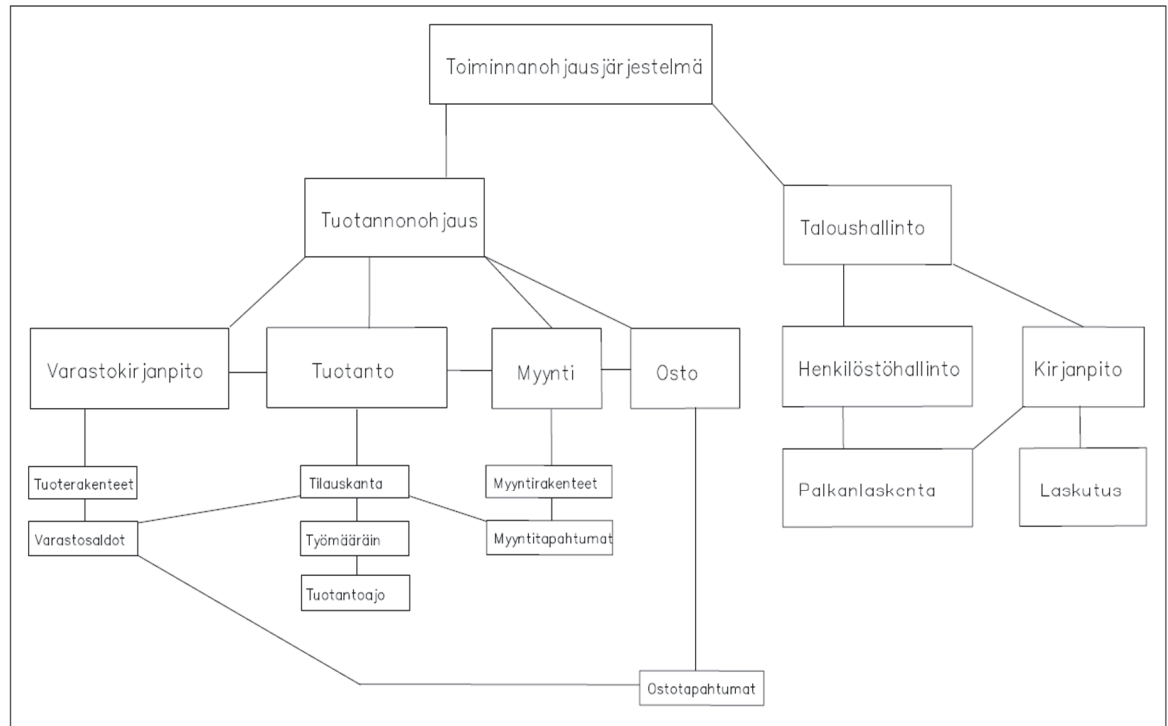 Toiminnanohjausjärjestelmä
Tuotannonohjaus
Taloushallinto
Varastokirjanpito
Tuotanto
Myynti
Osto
Henkilöstöhallinto
Kirjanpito
Tuoterakenteet
Tilauskanta
Myyntirakenteet
Palkanlaskenta
Laskutus
Varastosaldot
Työmääräin
Myyntitapahtumat
Tuotantoajo
Ostotapahtumat